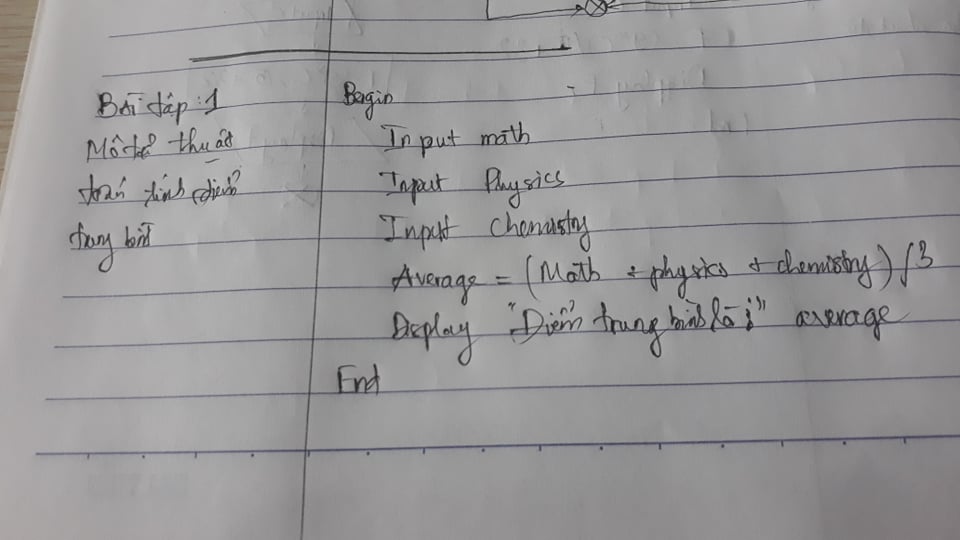 Bài tập 1
Mô tả thuật
toán tính điểm
trung bình
Begin
Input math
Input Physics
Input Chemistry
Average = (Math + physics + chemistry) / 3
Display "Điểm trung bình là:" average
End